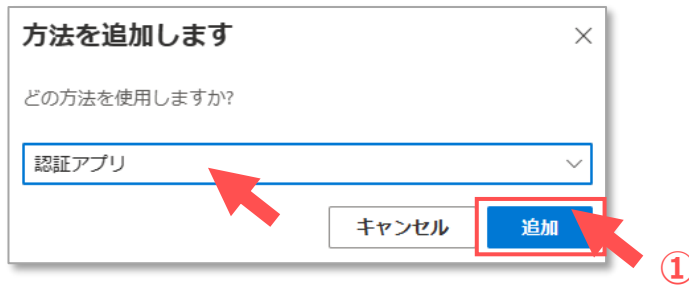 方法を追加します
どの方法を使用しますか?
認証アプリ
キャンセル
追加
①